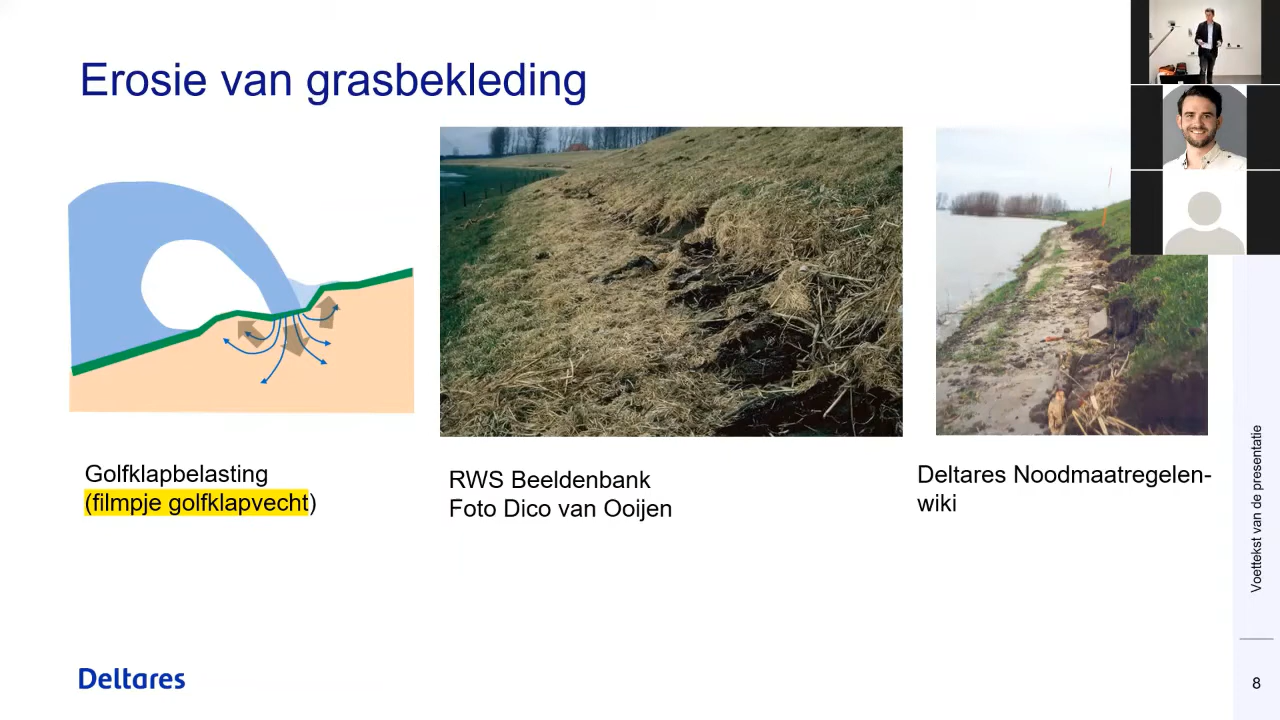 Erosie van grasbekleding
Golfklapbelasting
(filmpje golfklapvecht)
RWS Beeldenbank
Foto Dico van Ooijen
Deltares Noodmaatregelen-
wiki
Voettekst van de presentatie
Deltares
8